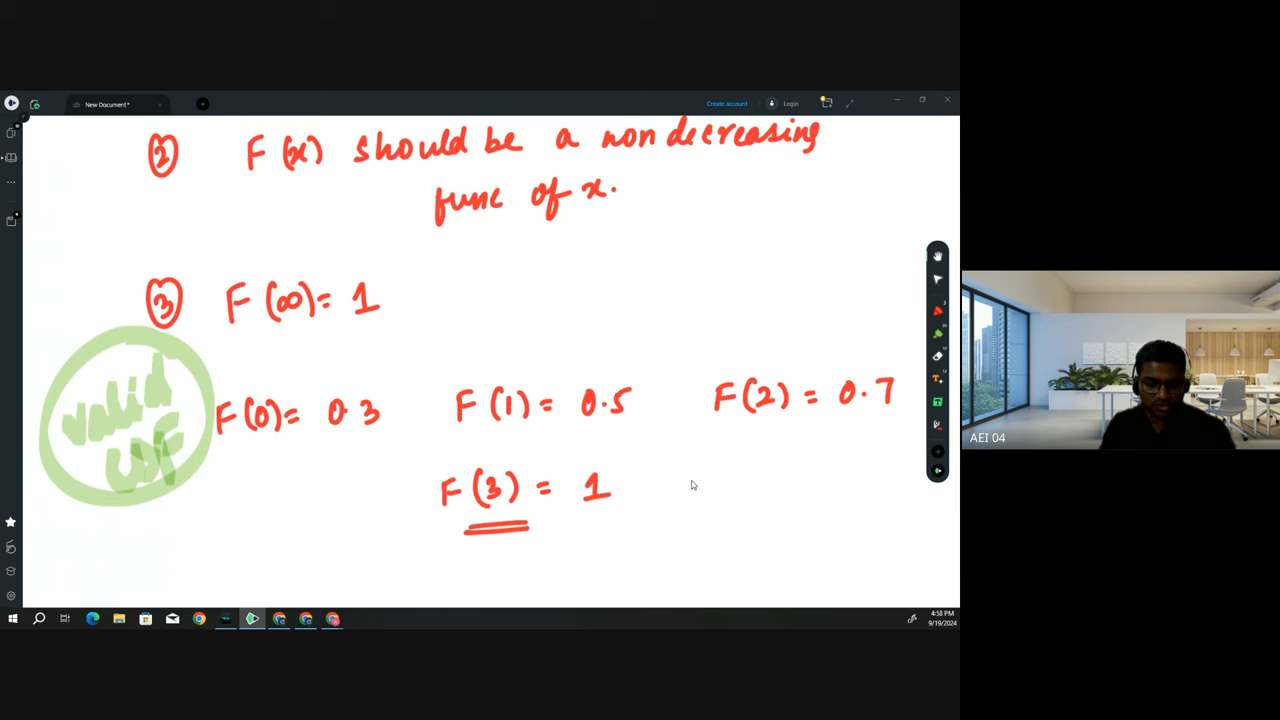 New Document*
Create account
Login
② F(x) should be a non decreasing
func of x.
③ F(∞) = 1
valid
CDF
F(0) = 0.3 F(1) = 0.5 F(2) = 0.7
F(3) = 1
AEI 04
4:58 PM
9/19/2024